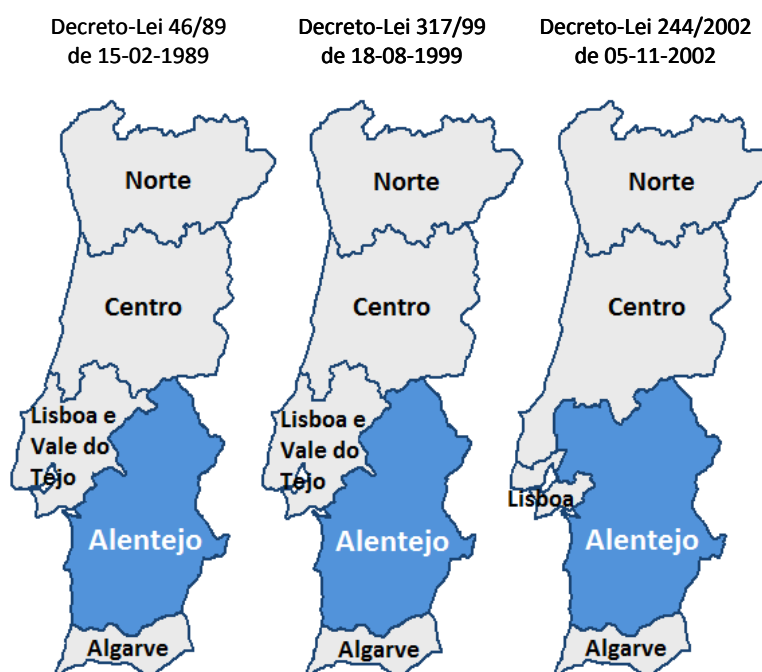 Decreto-Lei 46/89
de 15-02-1989
Decreto-Lei 317/99
de 18-08-1999
Decreto-Lei 244/2002
de 05-11-2002
Norte
Centro
Lisboa e
Vale do
Tejo
Alentejo
Algarve
Norte
Centro
Lisboa e
Vale do
Tejo
Alentejo
Algarve
Norte
Centro
Lisboa
Alentejo
Algarve